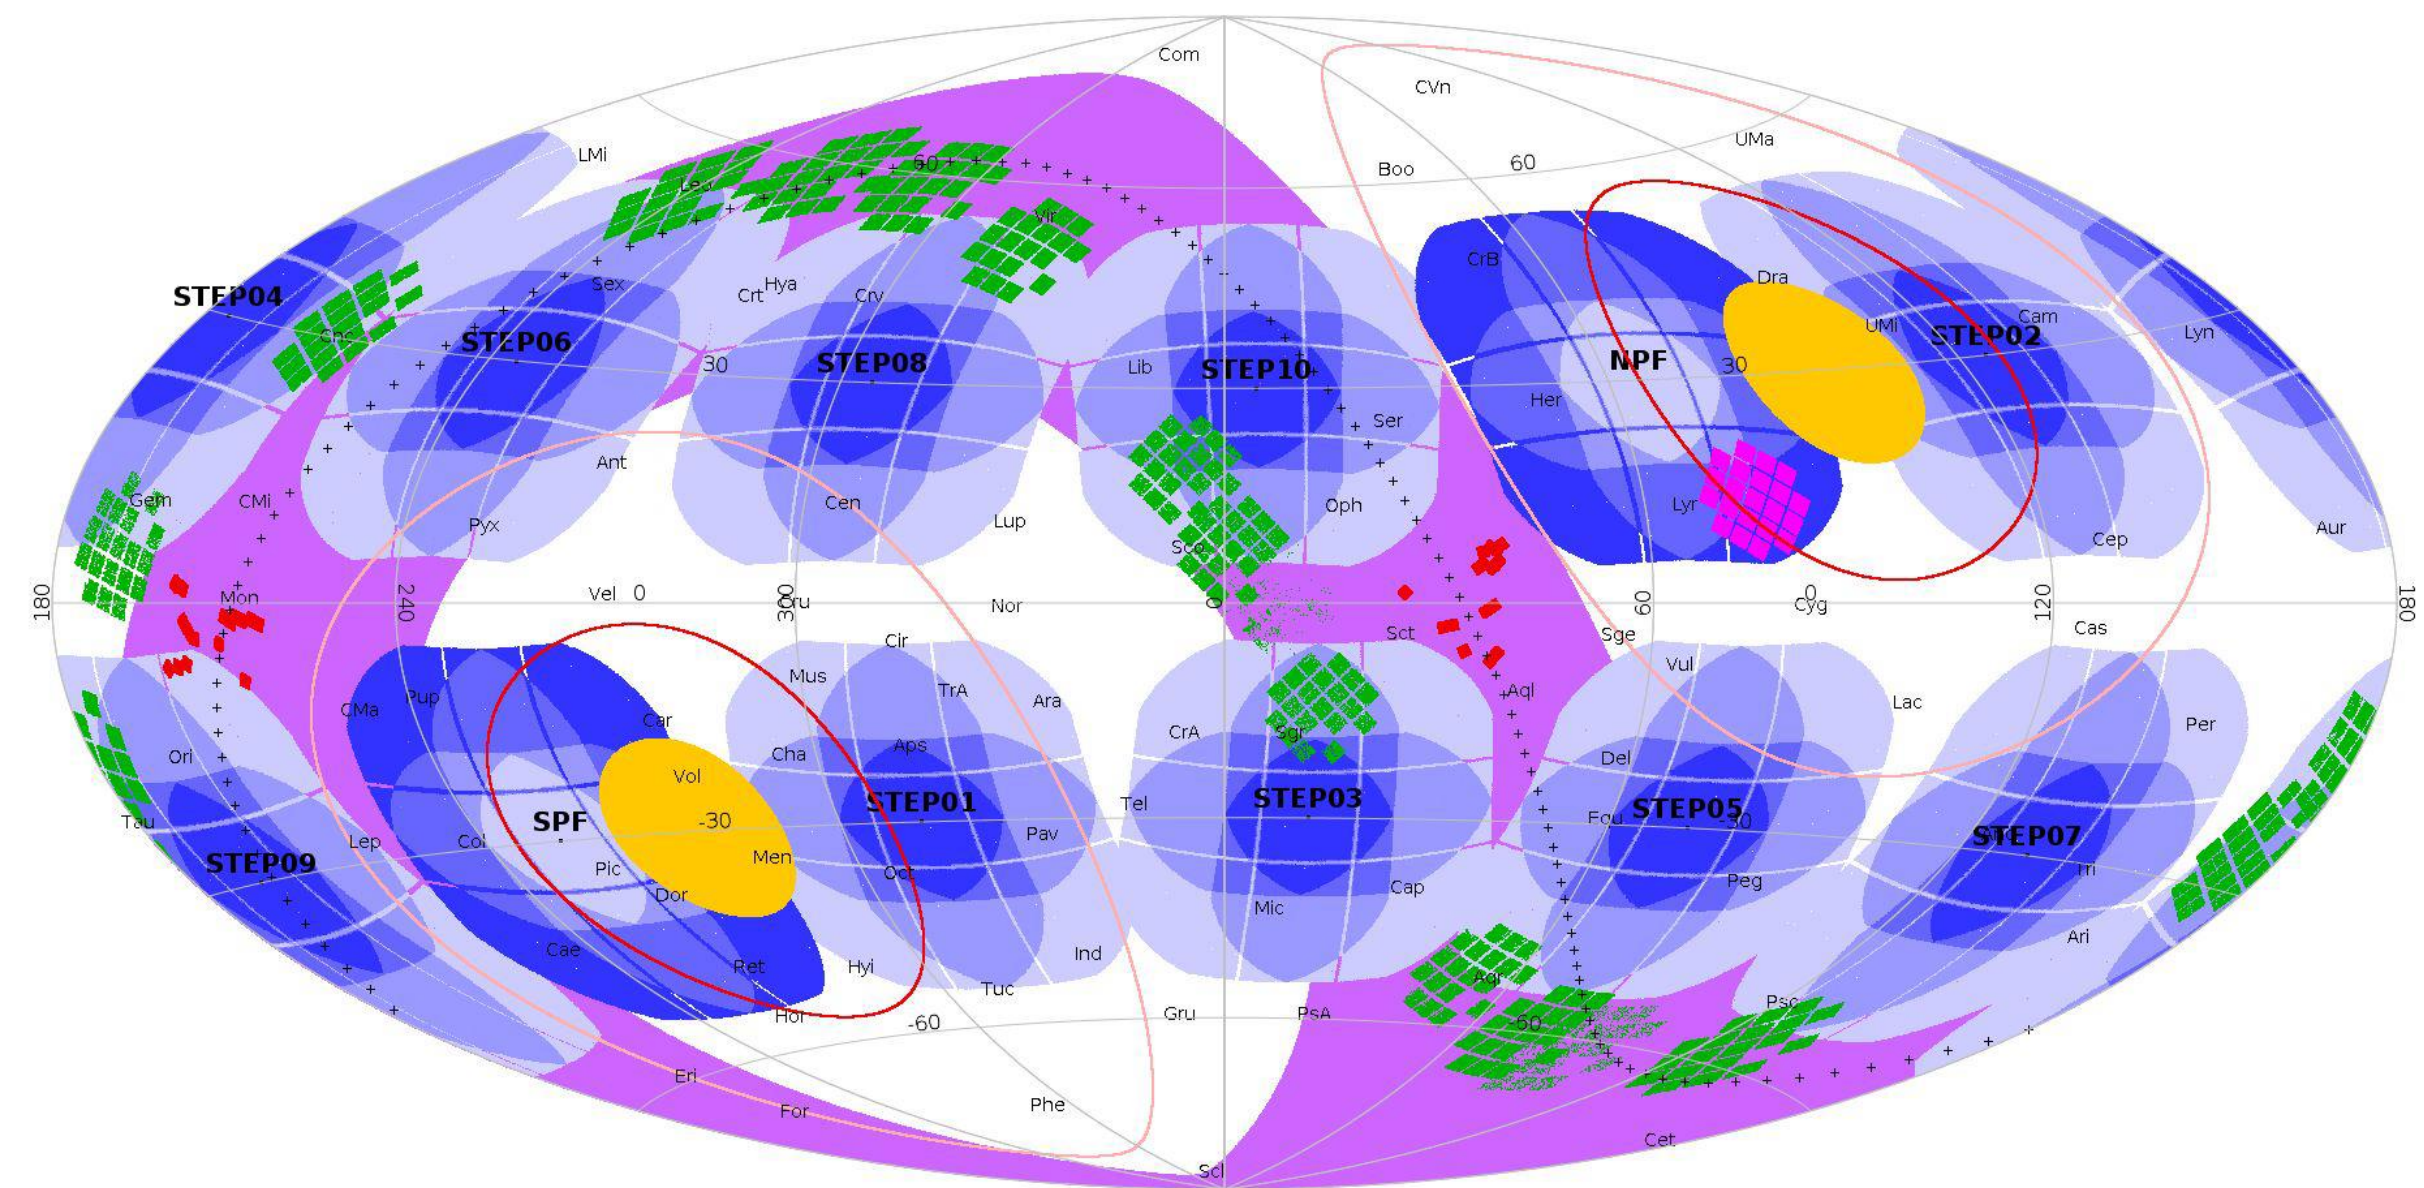 Com
CVn
UMa
LMi
60
60
Boo
Leo
Vir
CrB
Dra
Hya
Sex
Crt
Crv
STEP04
Cnc
STEP06
STEP08
STEP10
NPF
STEP02
UMi
Cam
Lyn
30
30
Lib
Her
Ser
Ant
Gem
CMi
Cen
Oph
Lyr
Pyx
Lup
Aur
Cep
Sco
180
Mon
240
Vel
0
300
Cru
Nor
0
60
0
Cyg
120
180
Cas
Cir
Sct
Sge
Vul
Mus
TrA
Ara
Aql
Lac
Pup
CMa
Car
CrA
Sgr
Per
Ori
Cha
Aps
Del
Vol
STEP01
Tel
STEP03
Equ
STEP05
-30
-30
SPF
Tau
Lep
Col
Pav
STEP07
STEP09
Men
Pic
Oct
Tri
Dor
Cap
Peg
Mic
Cae
Ret
Hyi
Ind
Ari
Aqr
Tuc
Psc
Hor
Gru
PsA
-60
-60
Eri
For
Phe
Cet
Scl